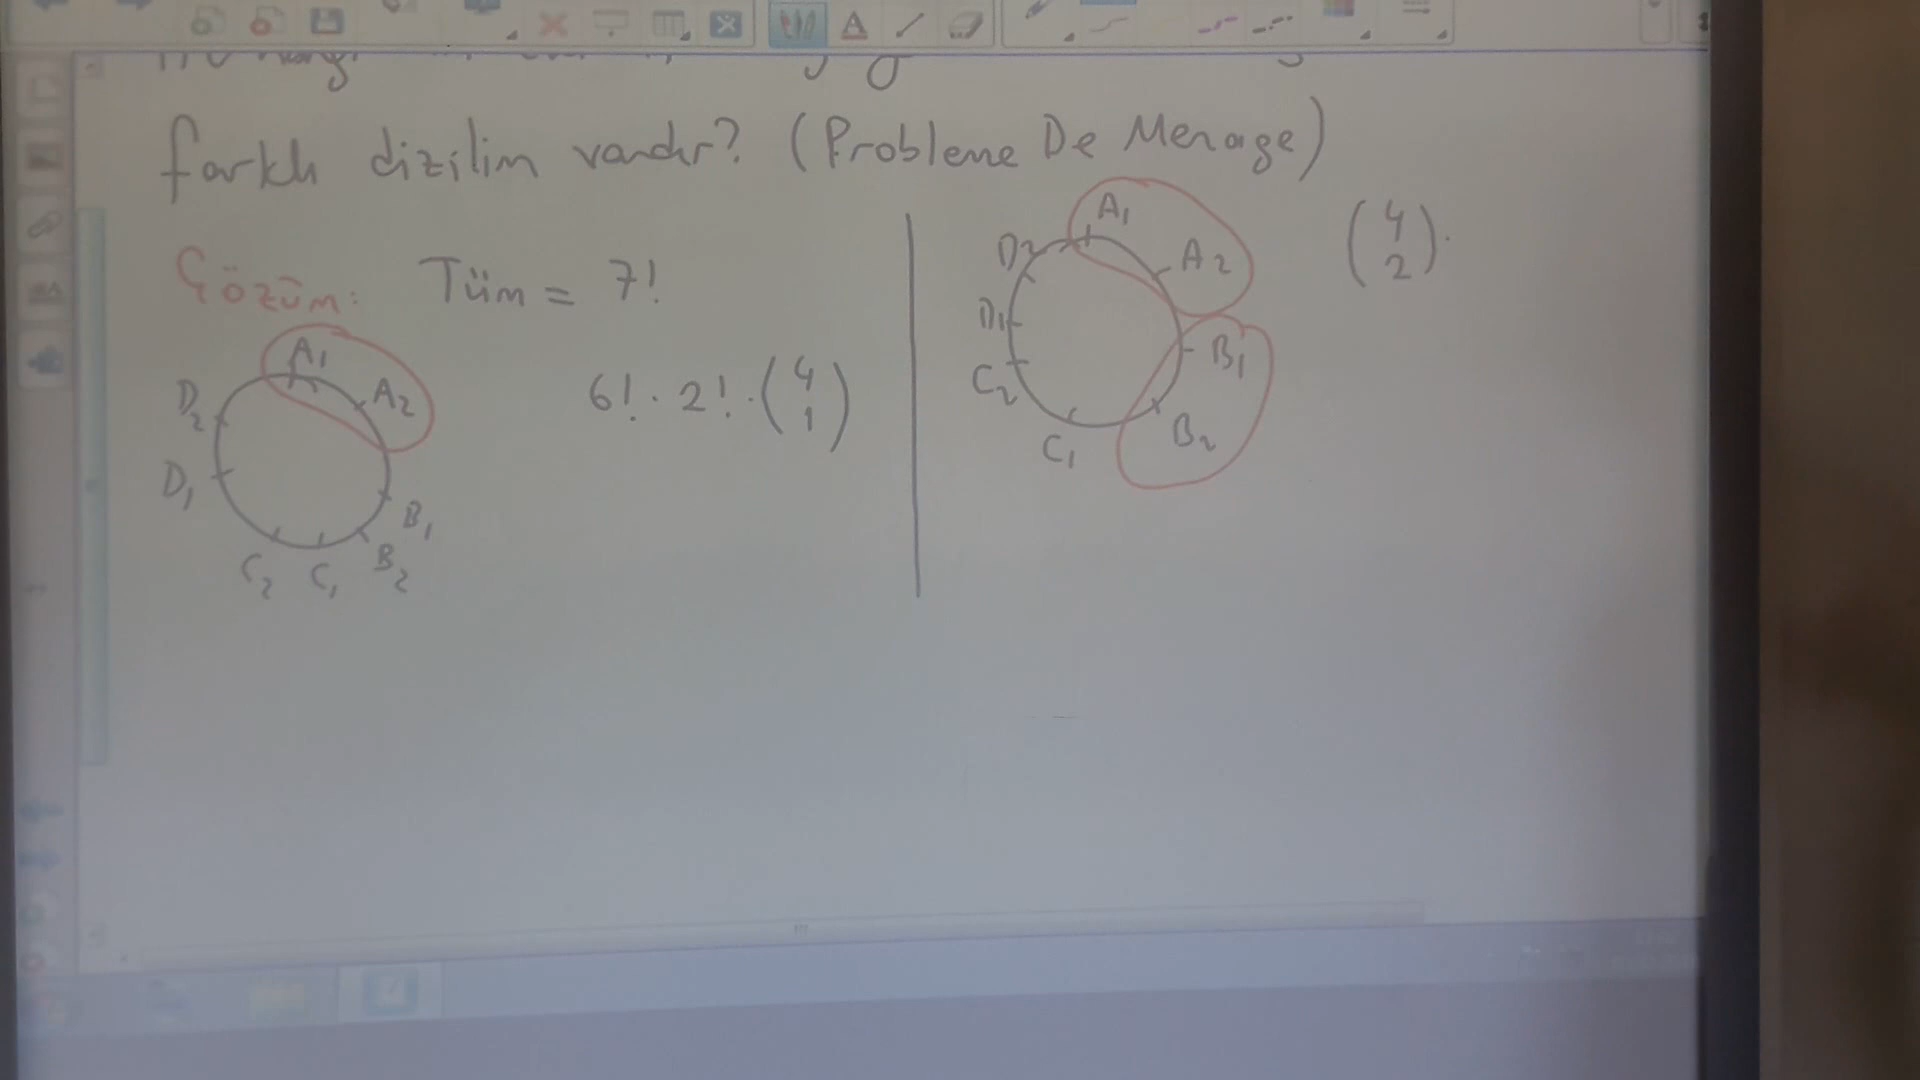 farklı dizilim vardır? (Probleme De Menage)
Çözüm: Tüm = 7!
A1
A2
B1
B2
C1
C2
D1
D2
6! · 2! · (4 1)
A1
A2
B1
B2
C1
C2
D1
D2
(4 2) ·